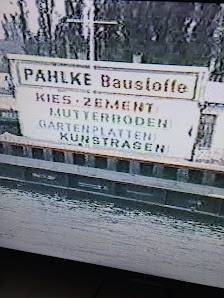 PAHLKE Baustoffe
KIES · ZEMENT
MUTTERBODEN
GARTENPLATTEN
KUNSTRASEN